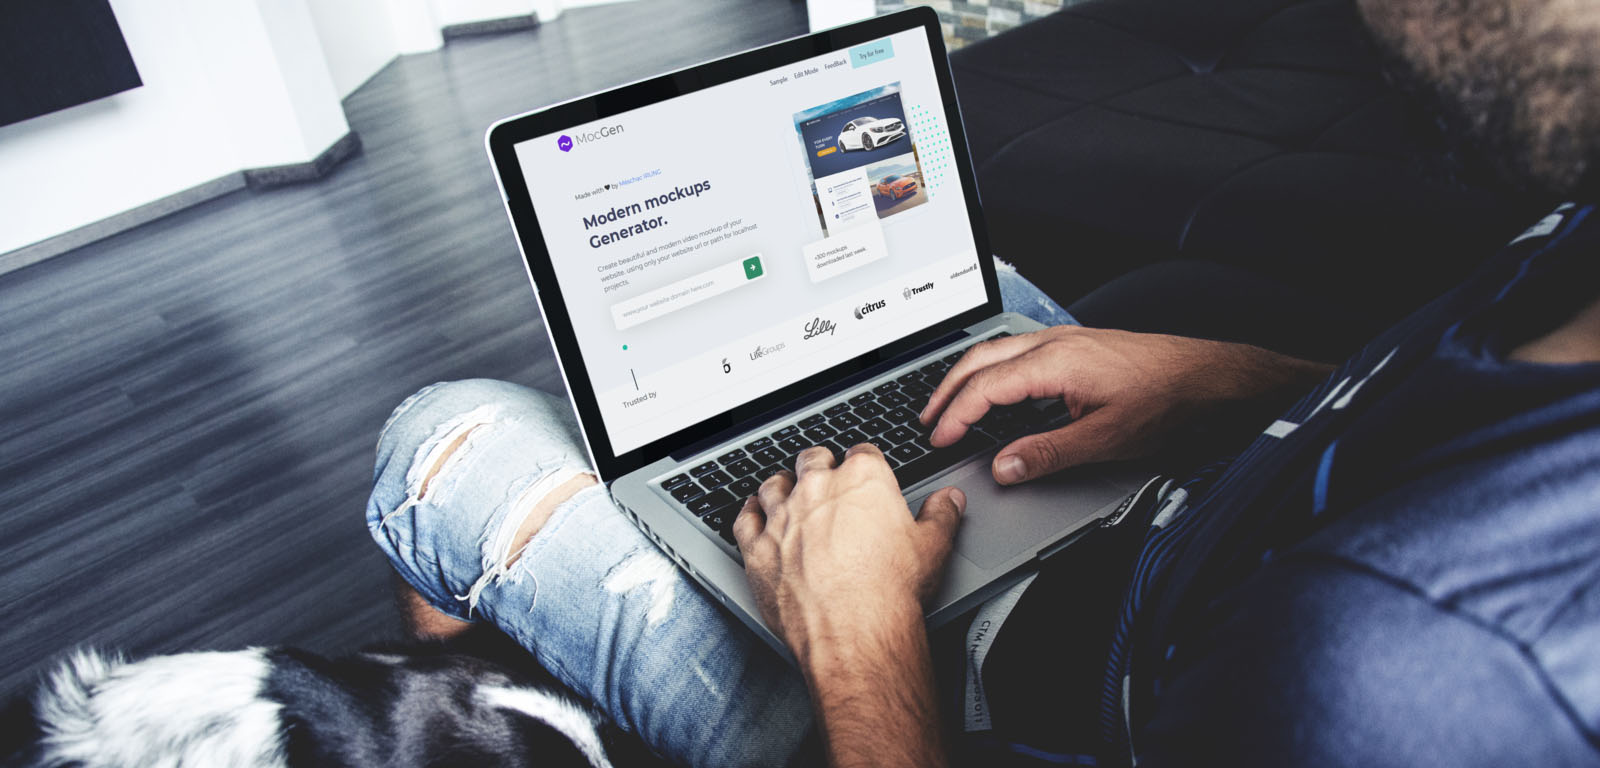 Sample Edit Mode FeedBack Try for free
MocGen
Made with ♥ by Méschac IRUNG
Modern mockups
Generator.
Create beautiful and modern video mockup of your
website. using only your website url or path for localhost
projects.
www.your website-domain here.com
+300 mockups
downloaded last week.
Trusted by
LifeGroups
Lilly
citrus
Trustly